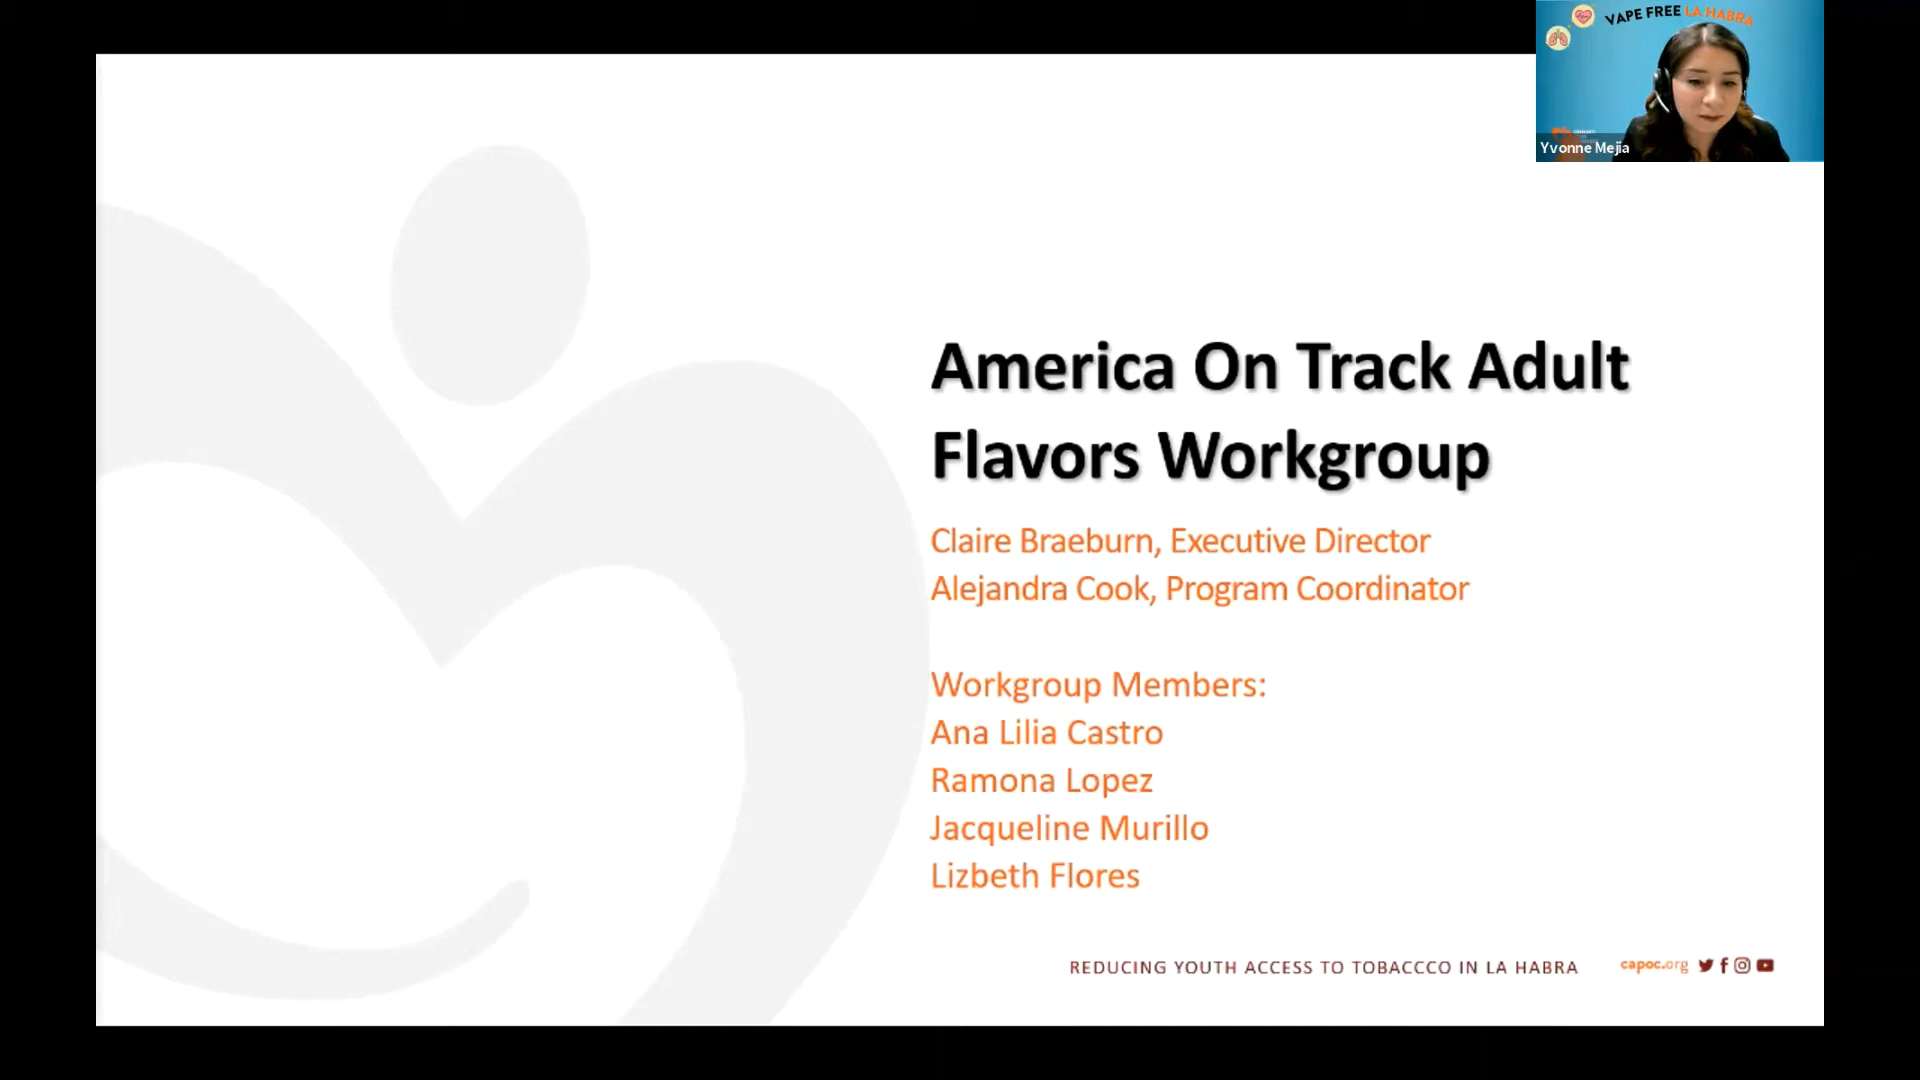 VAPE FREE LA HABRA
Yvonne Mejia
America On Track Adult
Flavors Workgroup
Claire Braeburn, Executive Director
Alejandra Cook, Program Coordinator
Workgroup Members:
Ana Lilia Castro
Ramona Lopez
Jacqueline Murillo
Lizbeth Flores
REDUCING YOUTH ACCESS TO TOBACCCO IN LA HABRA
capoc.org